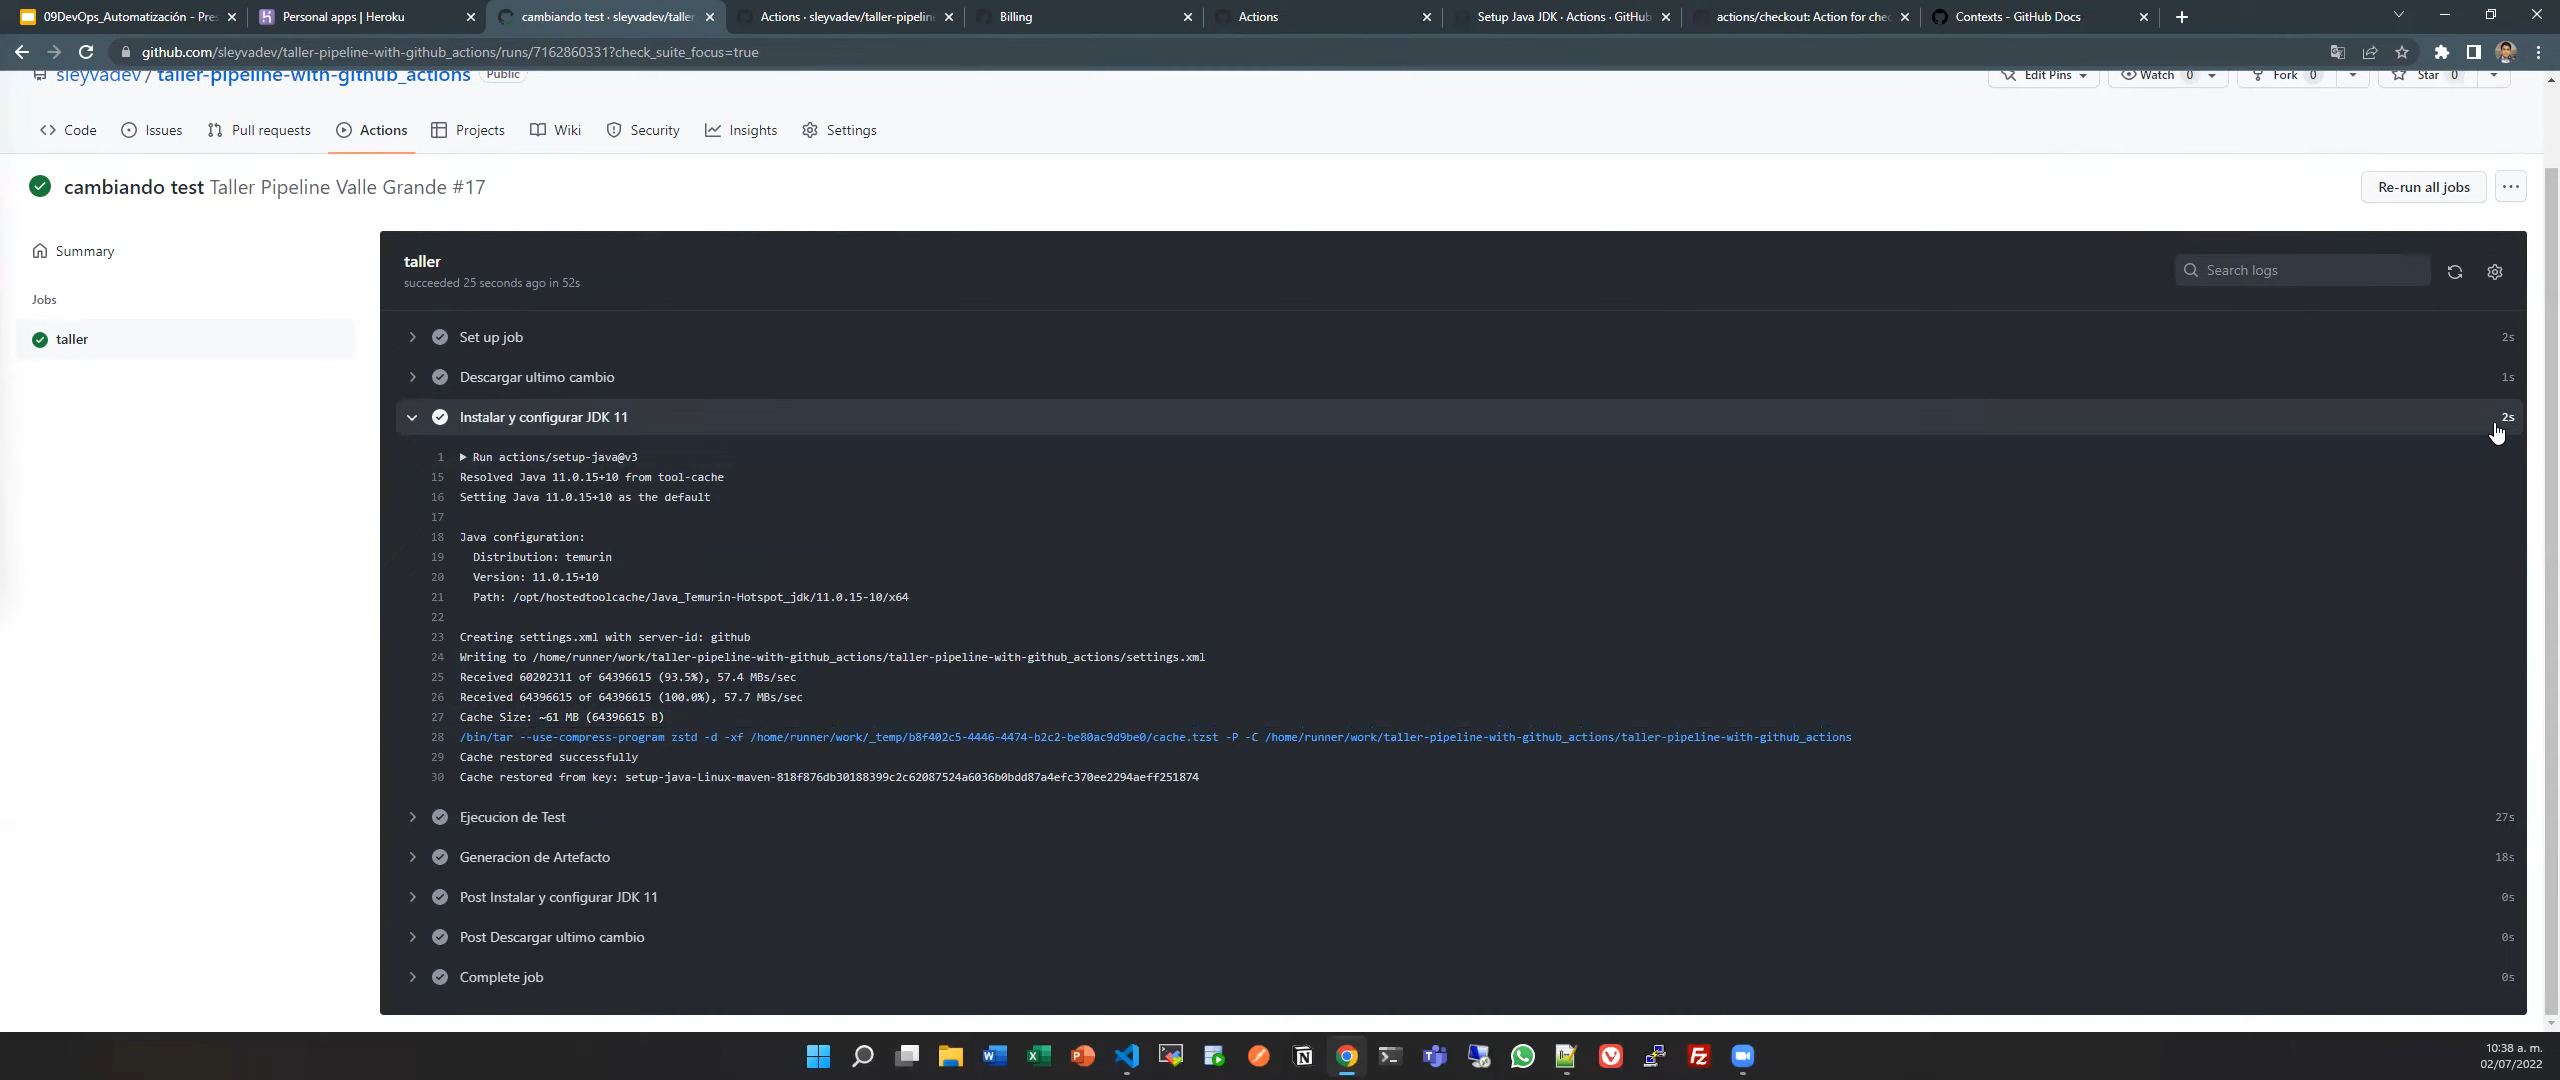 09DevOps_Automatización - Pres
Personal apps | Heroku
cambiando test · sleyvadev/taller
Actions · sleyvadev/taller-pipelin
Billing
Actions
Setup Java JDK · Actions · GitHub
actions/checkout: Action for chec
Contexts - GitHub Docs
github.com/sleyvadev/taller-pipeline-with-github_actions/runs/7162860331?check_suite_focus=true
sleyvadev / taller-pipeline-with-github_actions Public
Edit Pins
Watch 0
Fork 0
Star 0
Code
Issues
Pull requests
Actions
Projects
Wiki
Security
Insights
Settings
cambiando test Taller Pipeline Valle Grande #17
Re-run all jobs
Summary
Jobs
taller
taller
succeeded 25 seconds ago in 52s
Search logs
Set up job 2s
Descargar ultimo cambio 1s
Instalar y configurar JDK 11 2s
1 Run actions/setup-java@v3
15 Resolved Java 11.0.15+10 from tool-cache
16 Setting Java 11.0.15+10 as the default
17
18 Java configuration:
19 Distribution: temurin
20 Version: 11.0.15+10
21 Path: /opt/hostedtoolcache/Java_Temurin-Hotspot_jdk/11.0.15-10/x64
22
23 Creating settings.xml with server-id: github
24 Writing to /home/runner/work/taller-pipeline-with-github_actions/taller-pipeline-with-github_actions/settings.xml
25 Received 60202311 of 64396615 (93.5%), 57.4 MBs/sec
26 Received 64396615 of 64396615 (100.0%), 57.7 MBs/sec
27 Cache Size: ~61 MB (64396615 B)
28 /bin/tar --use-compress-program zstd -d -xf /home/runner/work/_temp/b8f402c5-4446-4474-b2c2-be80ac9d9be0/cache.tzst -P -C /home/runner/work/taller-pipeline-with-github_actions/taller-pipeline-with-github_actions
29 Cache restored successfully
30 Cache restored from key: setup-java-Linux-maven-818f876db30188399c2c62087524a6036b0bdd87a4efc370ee2294aeff251874
Ejecucion de Test 27s
Generacion de Artefacto 18s
Post Instalar y configurar JDK 11 0s
Post Descargar ultimo cambio 0s
Complete job 0s
10:38 a. m.
02/07/2022